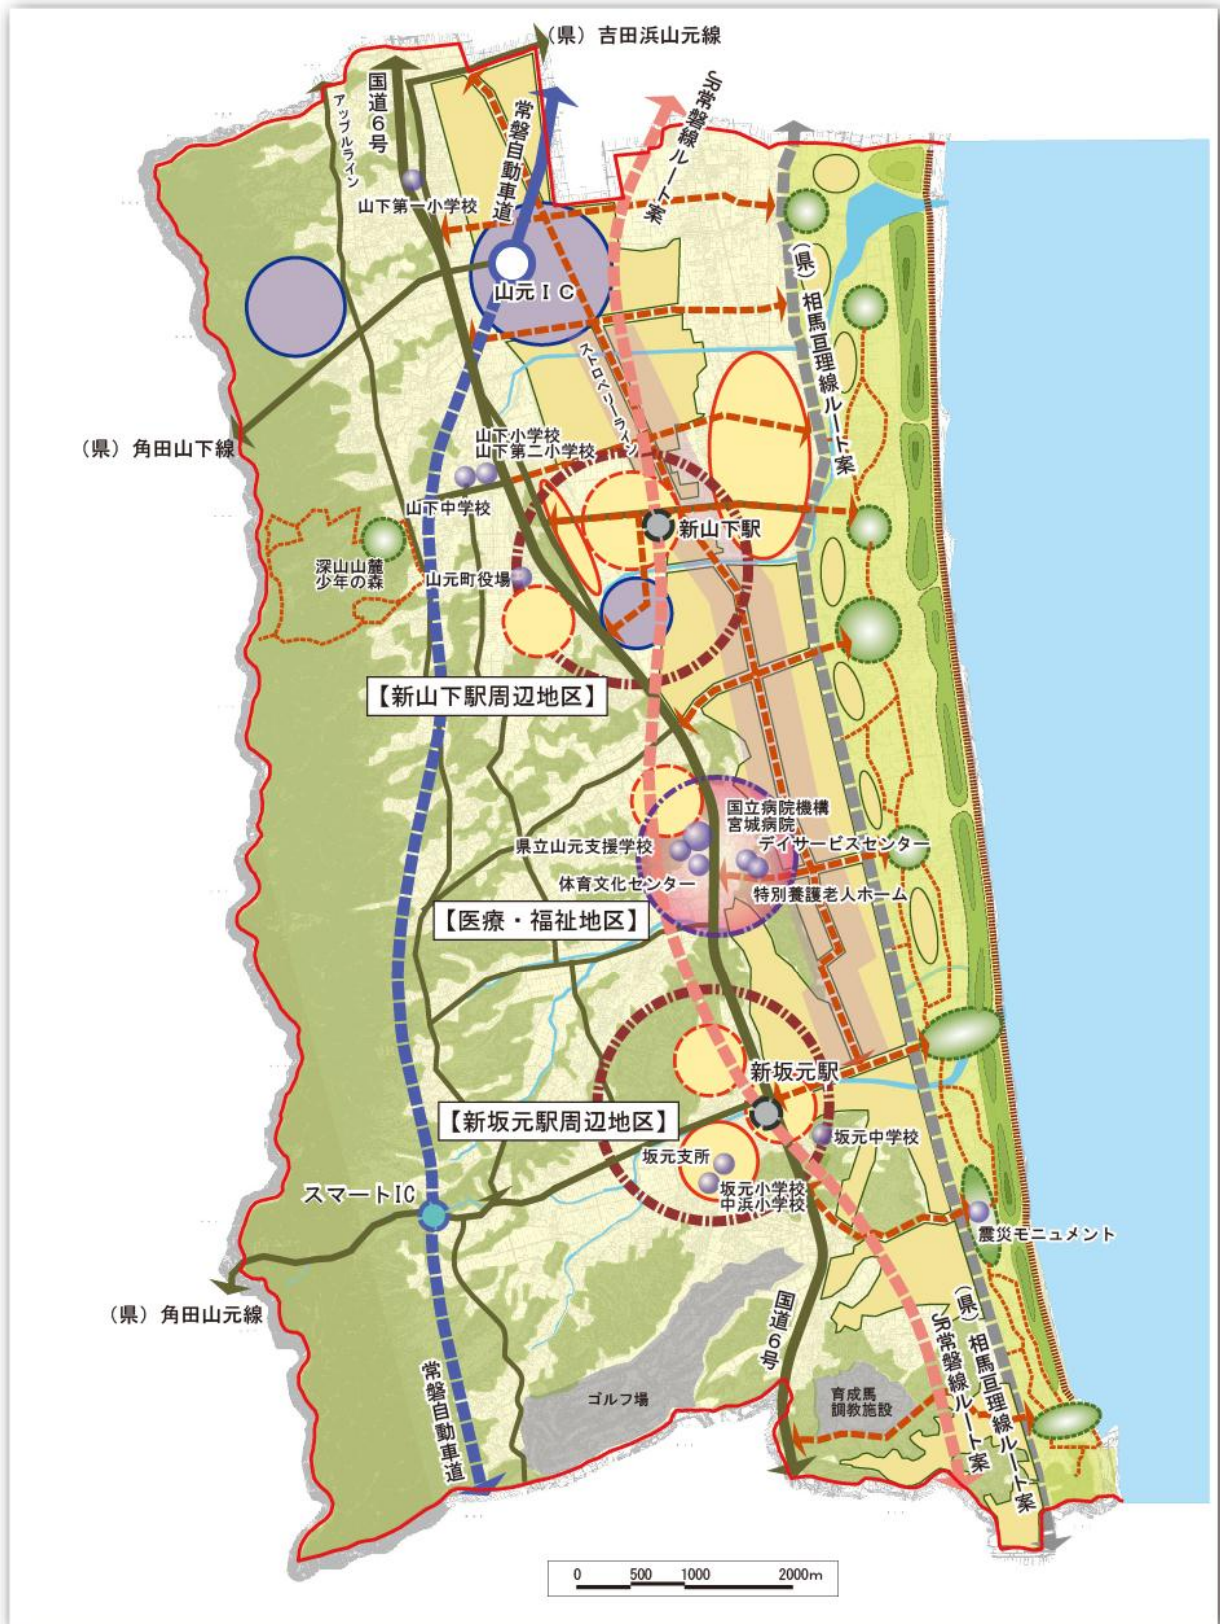 (県)吉田浜山元線
国道6号
アップルライン
常磐自動車道
JR常磐線ルート案
山下第一小学校
(県)相馬亘理線ルート案
山元IC
ストロベリーライン
(県)角田山下線
山下小学校
山下第二小学校
山下中学校
新山下駅
深山山麓
少年の森
山元町役場
【新山下駅周辺地区】
国立病院機構
宮城病院
県立山元支援学校
デイサービスセンター
体育文化センター
特別養護老人ホーム
【医療・福祉地区】
新坂元駅
【新坂元駅周辺地区】
坂元中学校
坂元支所
坂元小学校
中浜小学校
スマートIC
震災モニュメント
(県)角田山元線
国道6号
(県)相馬亘理線ルート案
JR常磐線ルート案
常磐自動車道
ゴルフ場
育成馬
調教施設
0 500 1000 2000m